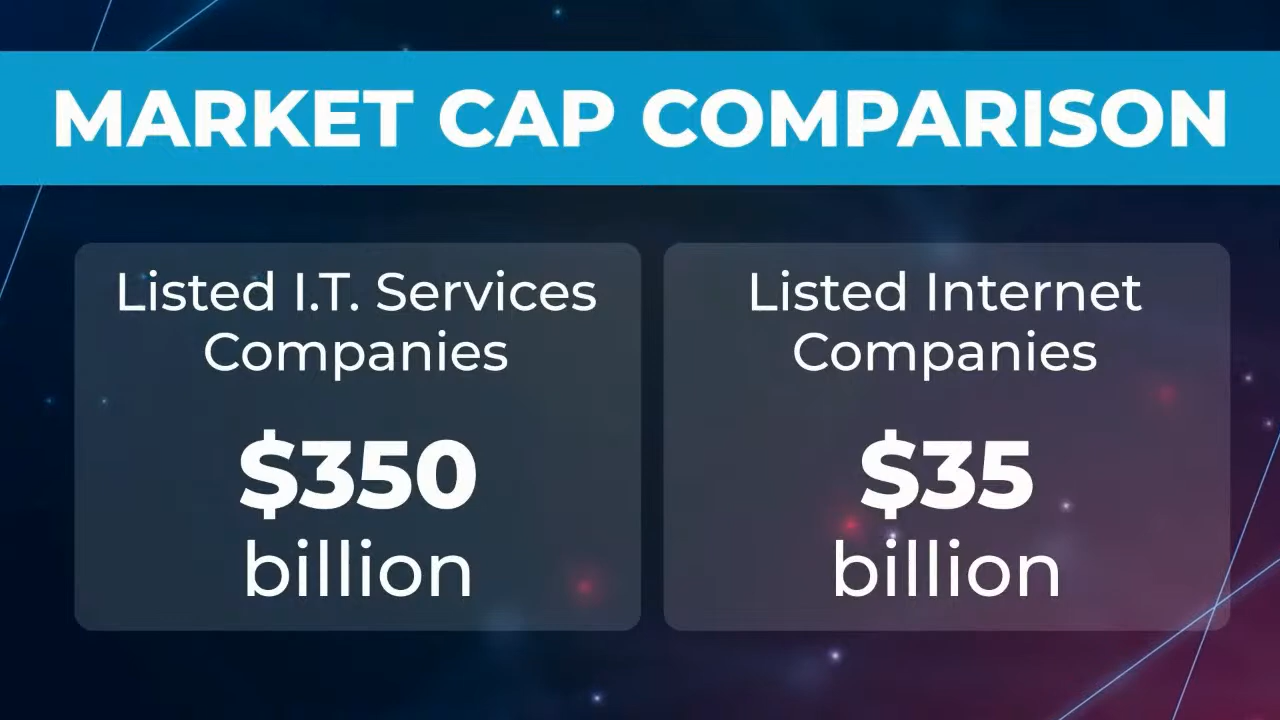 MARKET CAP COMPARISON
Listed I.T. Services
Companies
$350
billion
Listed Internet
Companies
$35
billion